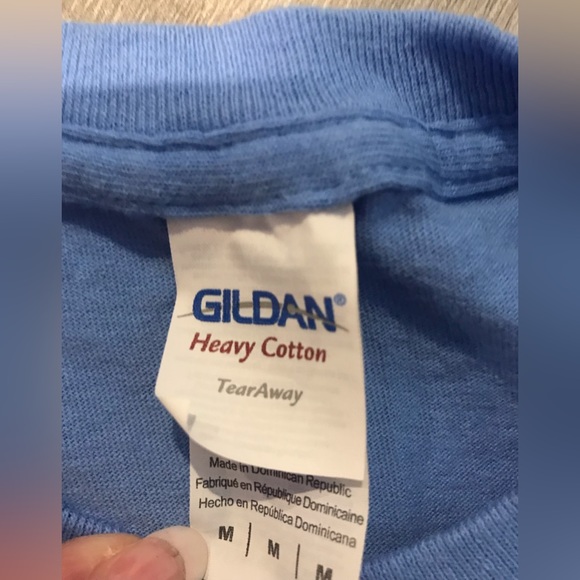 GILDAN®
Heavy Cotton
TearAway
Made in Dominican Republic
Fabriqué en République Dominicaine
Hecho en República Dominicana
M | M | M